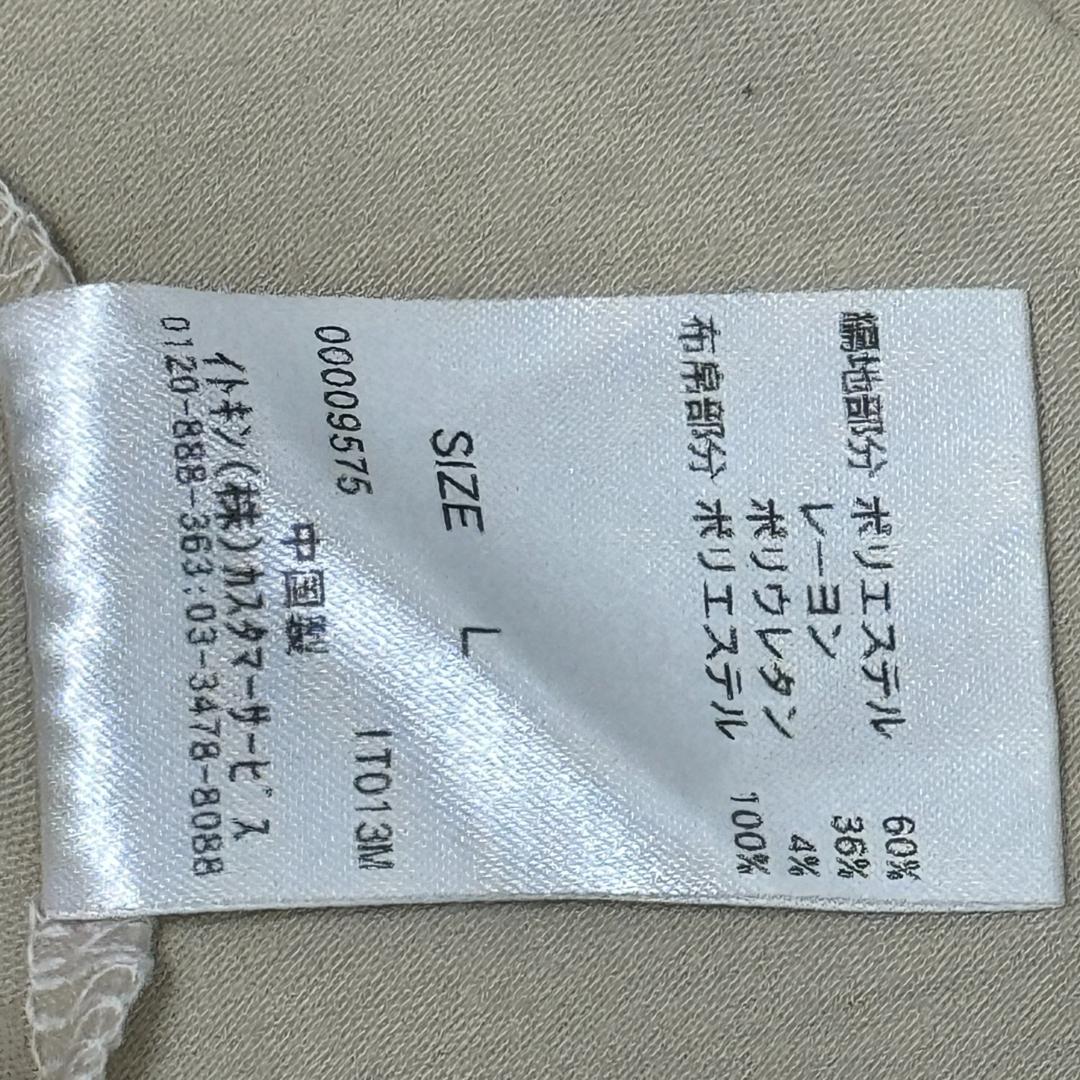 編地部分 ポリエステル 60%
レーヨン 36%
ポリウレタン 4%
布帛部分 ポリエステル 100%
SIZE L
00009575 IT013M
中国製
イトキン(株)カスタマーサービス
0120-888-363:03-3478-8088